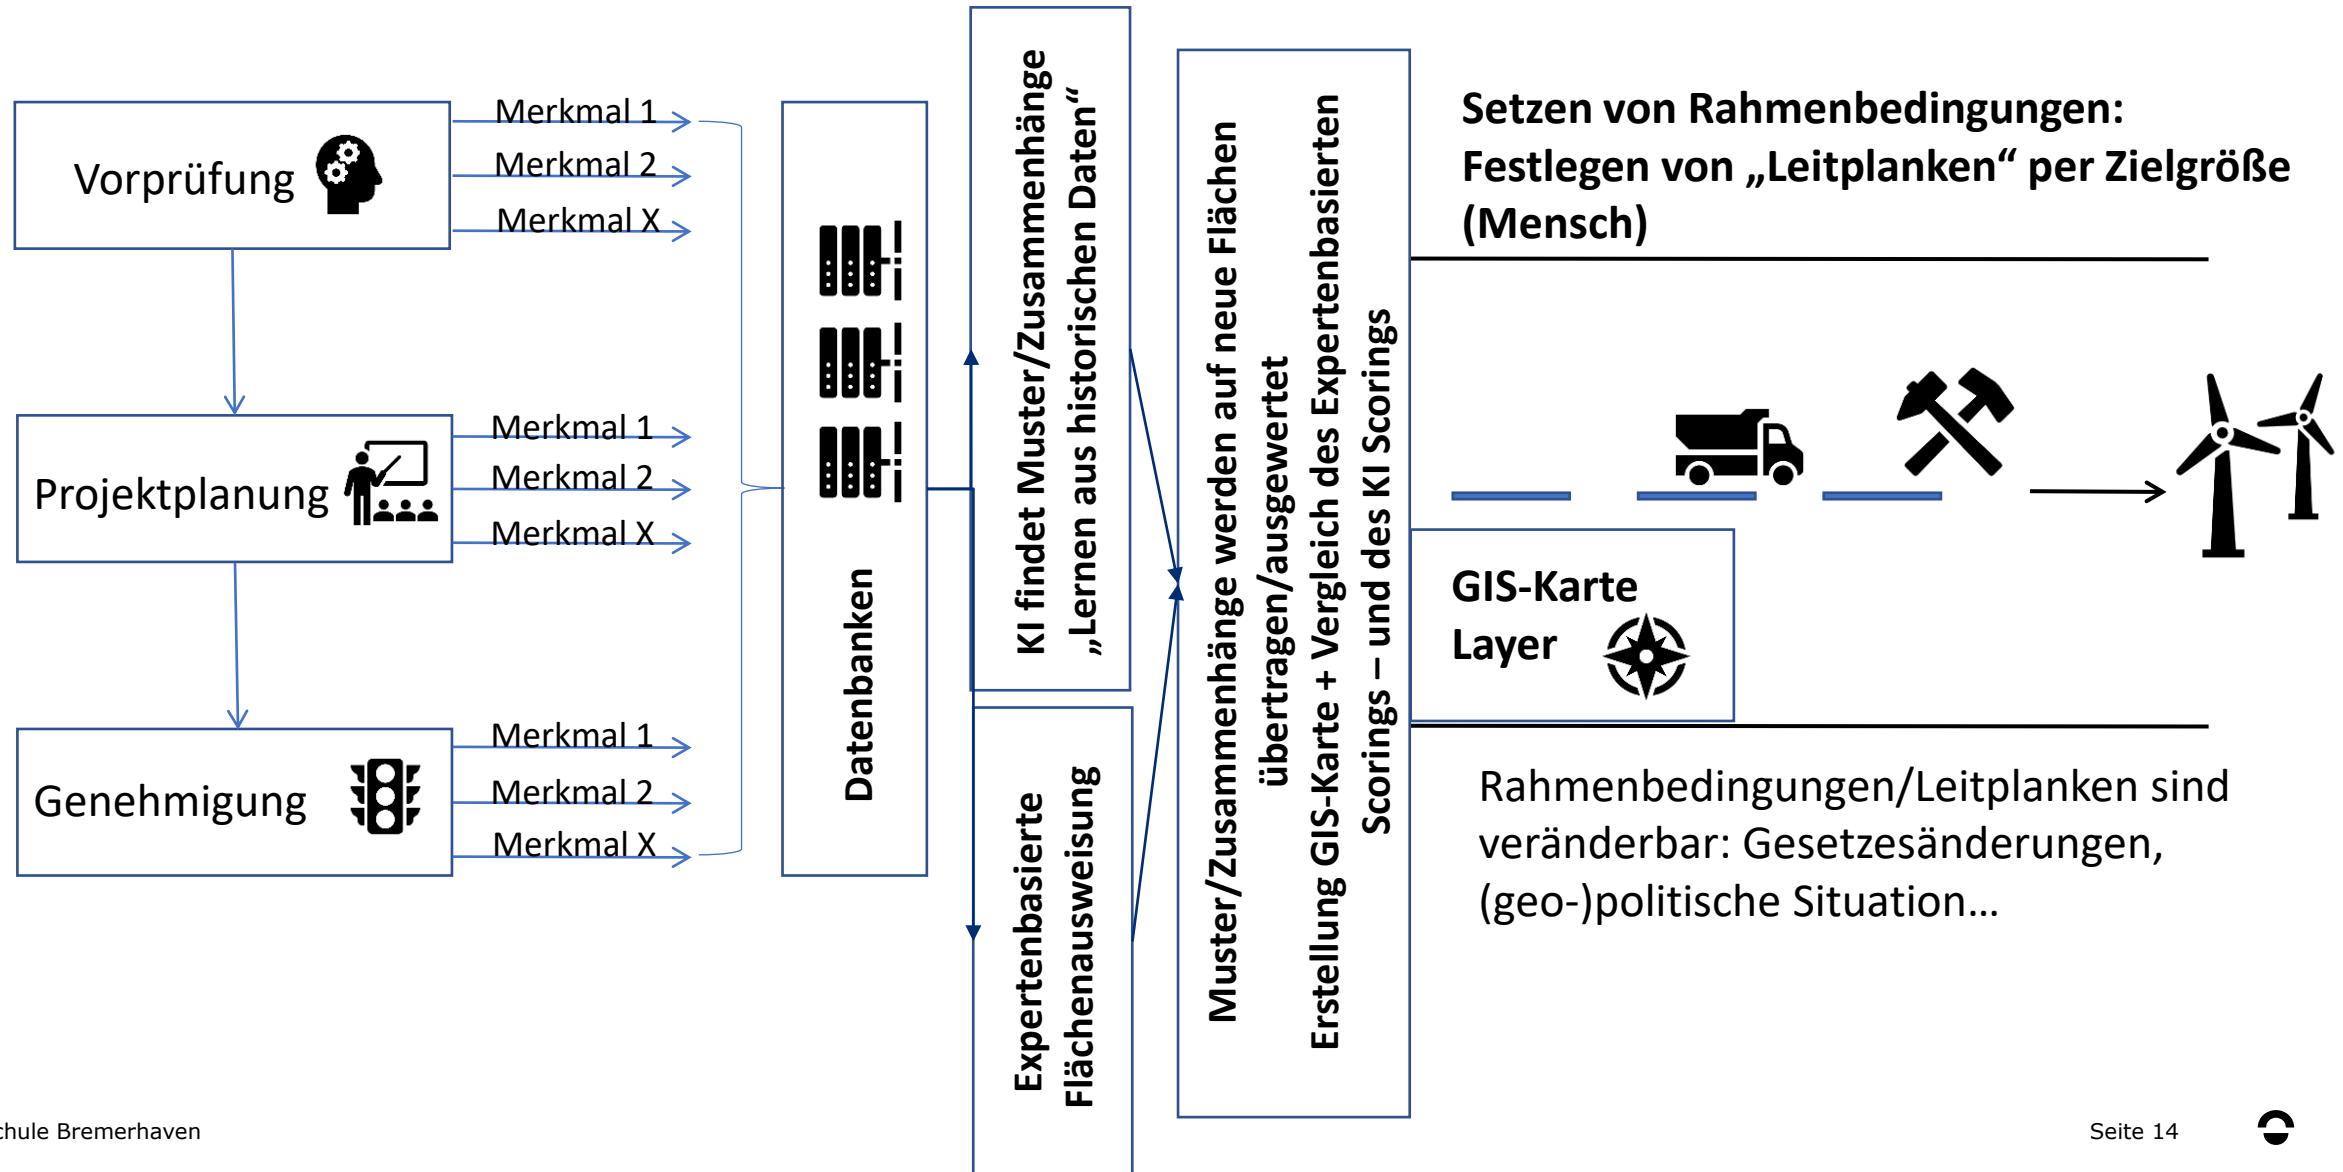 Vorprüfung
Merkmal 1
Merkmal 2
Merkmal X
Projektplanung
Merkmal 1
Merkmal 2
Merkmal X
Genehmigung
Merkmal 1
Merkmal 2
Merkmal X
Datenbanken
KI findet Muster/Zusammenhänge
„Lernen aus historischen Daten“
Expertenbasierte
Flächenausweisung
Muster/Zusammenhänge werden auf neue Flächen
übertragen/ausgewertet
Erstellung GIS-Karte + Vergleich des Expertenbasierten
Scorings – und des KI Scorings
Setzen von Rahmenbedingungen:
Festlegen von „Leitplanken“ per Zielgröße
(Mensch)
GIS-Karte
Layer
Rahmenbedingungen/Leitplanken sind
veränderbar: Gesetzesänderungen,
(geo-)politische Situation…
chule Bremerhaven
Seite 14